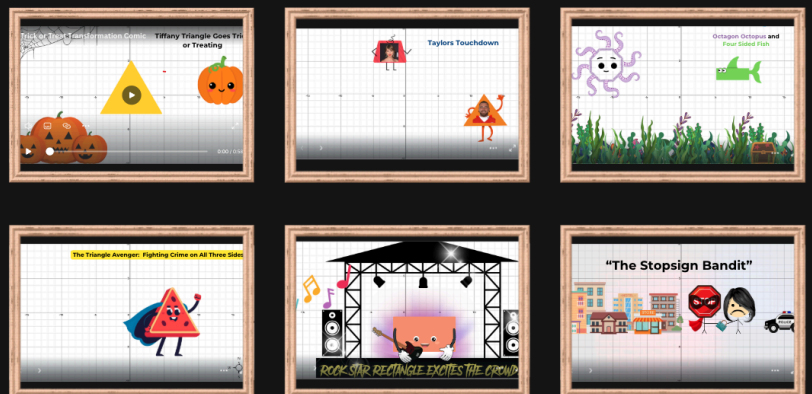 Trick or Treat Transformation Comic
Tiffany Triangle Goes Tric
or Treating
0:00 /
Taylors Touchdown
Octagon Octopus and
Four Sided Fish
The Triangle Avenger: Fighting Crime on All Three Sides
ROCK STAR RECTANGLE EXCITES THE CROWD
“The Stopsign Bandit”
STOP
POLICE